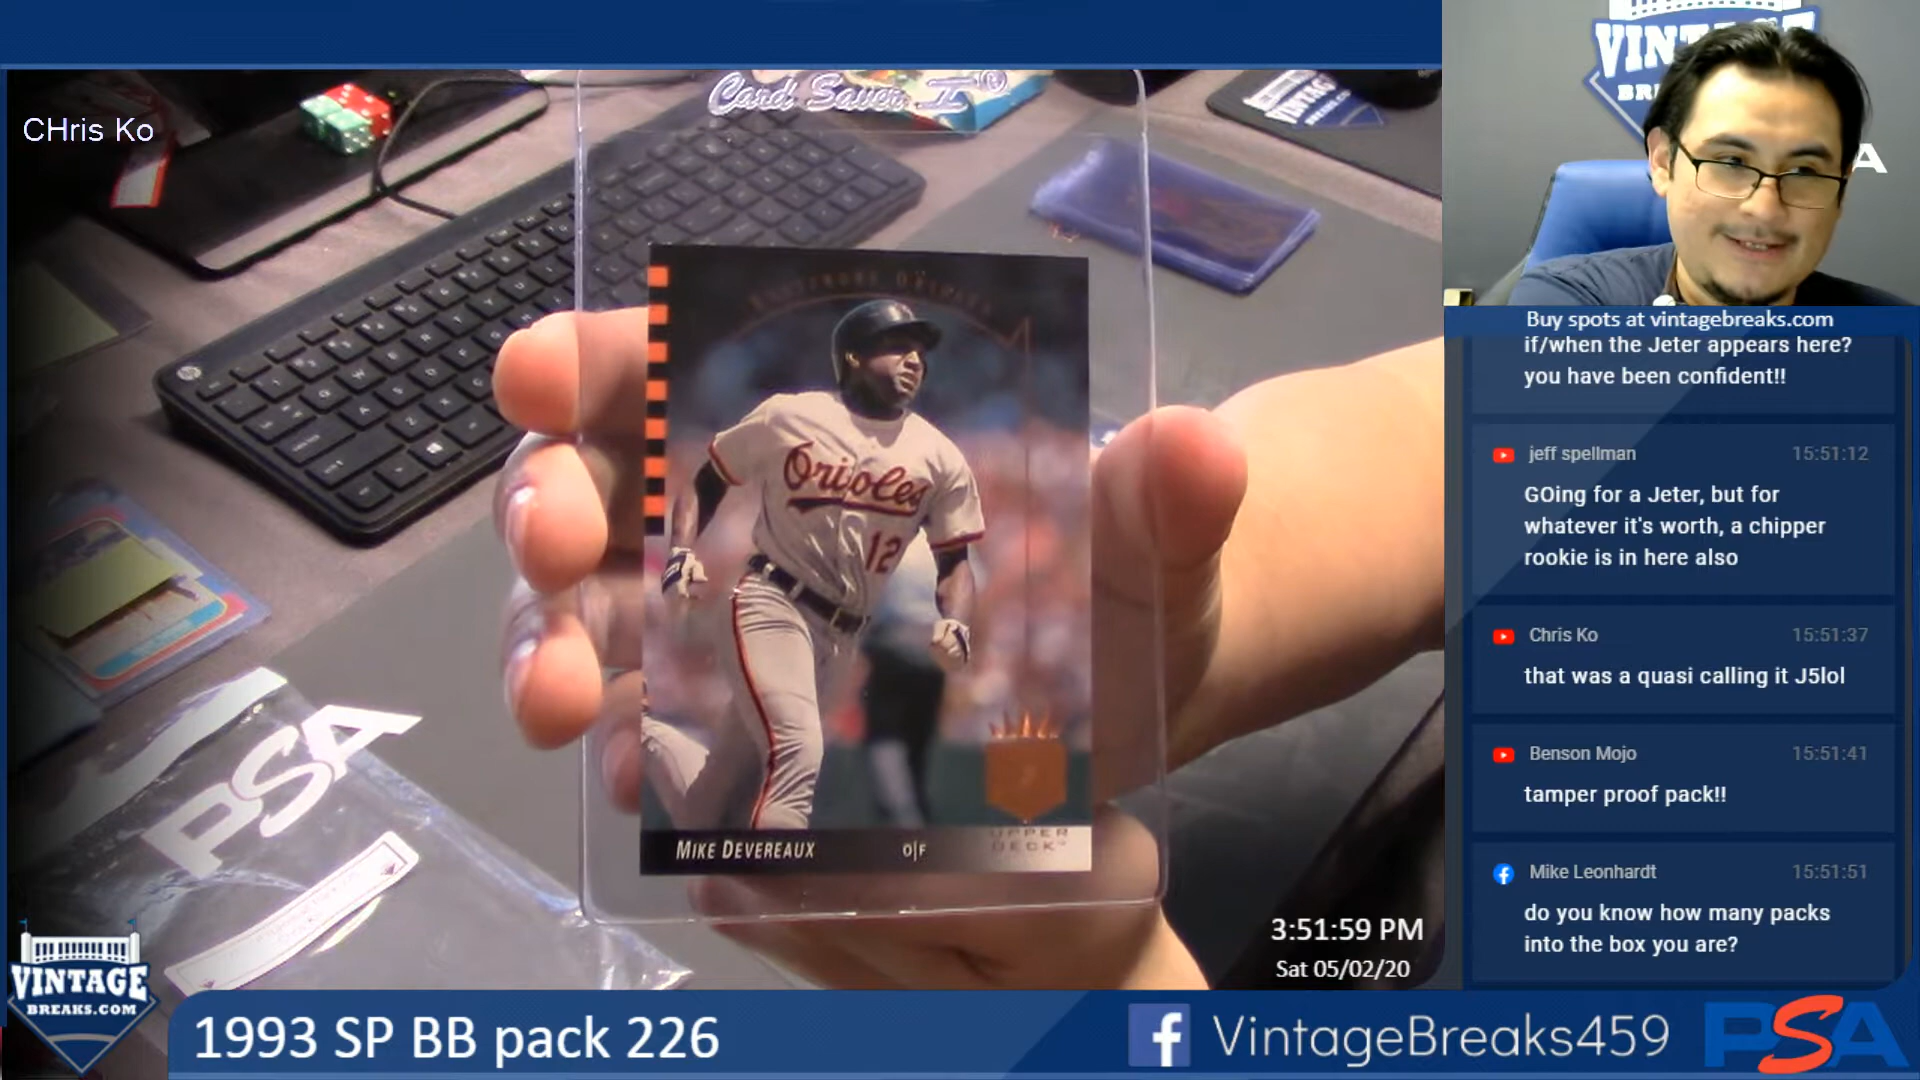 Card Saver II®
CHris Ko
VINTAGE
BALTIMORE ORIOLES
Orioles
12
MIKE DEVEREAUX
O|F
UPPER
DECK
PSA
VINTAGE
BREAKS.COM
3:51:59 PM
Sat 05/02/20
1993 SP BB pack 226
VintageBreaks459
PSA
Buy spots at vintagebreaks.com
if/when the Jeter appears here?
you have been confident!!
jeff spellman 15:51:12
GOing for a Jeter, but for
whatever it's worth, a chipper
rookie is in here also
Chris Ko 15:51:37
that was a quasi calling it J5lol
Benson Mojo 15:51:41
tamper proof pack!!
Mike Leonhardt 15:51:51
do you know how many packs
into the box you are?